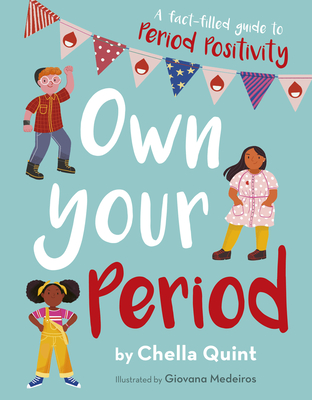 A fact-filled guide to
Period Positivity
Own
your
Period
by Chella Quint
Illustrated by Giovana Medeiros